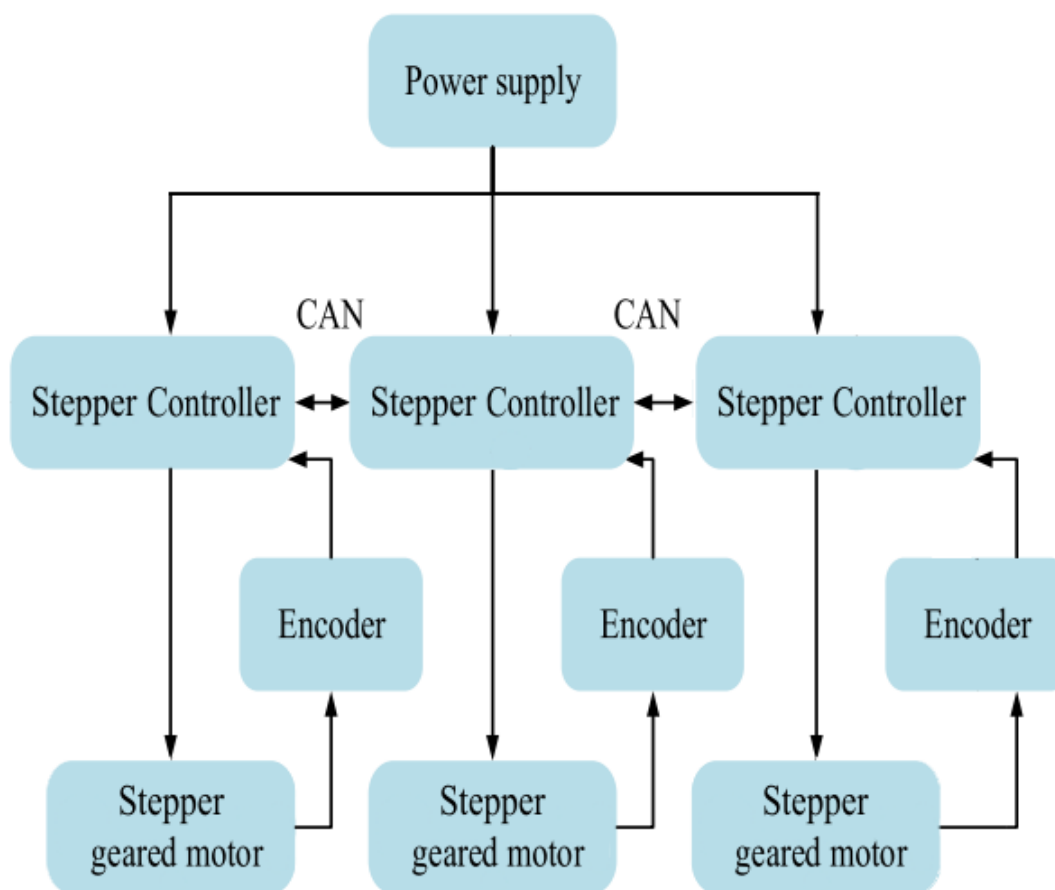 Power supply
CAN
CAN
Stepper Controller
Stepper Controller
Stepper Controller
Encoder
Encoder
Encoder
Stepper
geared motor
Stepper
geared motor
Stepper
geared motor